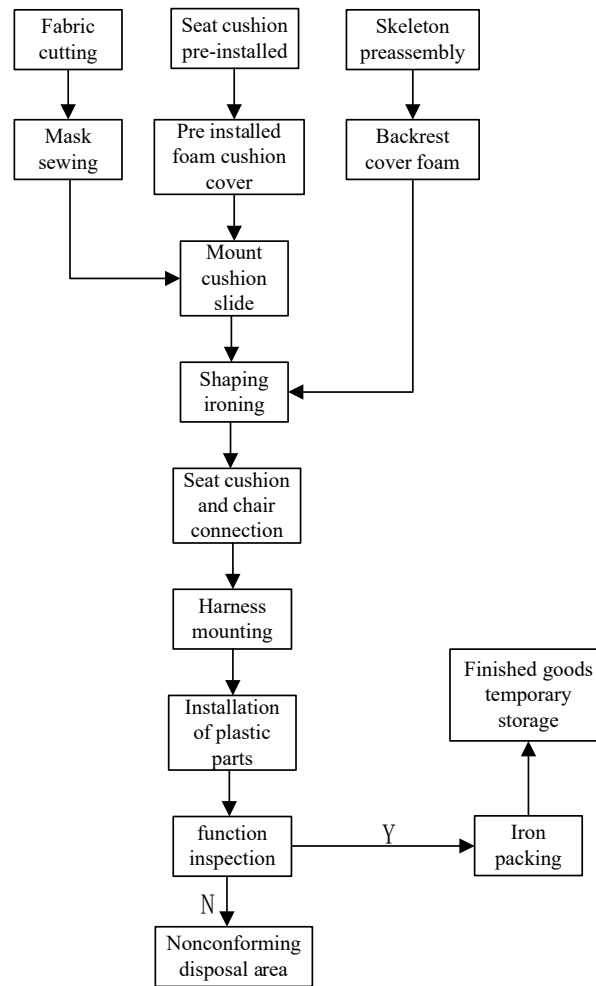 Fabric
cutting
Seat cushion
pre-installed
Skeleton
preassembly
Mask
sewing
Pre installed
foam cushion
cover
Backrest
cover foam
Mount
cushion
slide
Shaping
ironing
Seat cushion
and chair
connection
Harness
mounting
Finished goods
temporary
storage
Installation
of plastic
parts
function
inspection
Y
Iron
packing
N
Nonconforming
disposal area